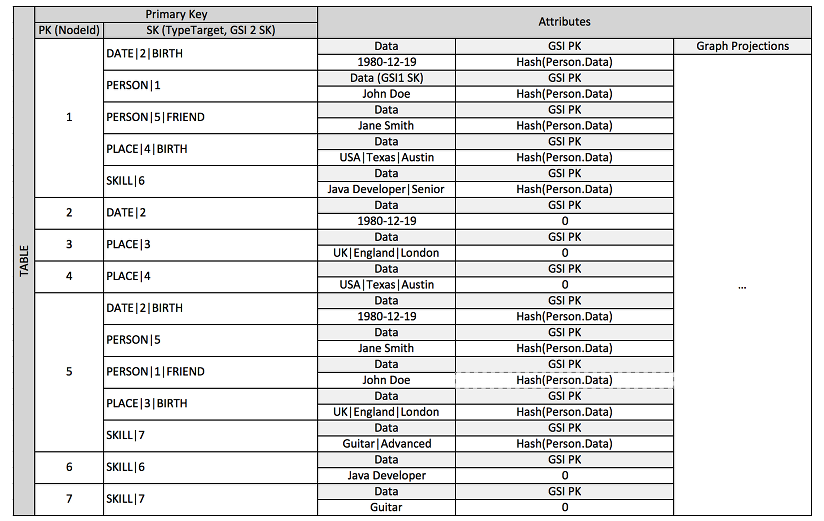 Primary Key
Attributes
PK (NodeId) SK (TypeTarget, GSI 2 SK)
TABLE
1
DATE|2|BIRTH
Data GSI PK Graph Projections
1980-12-19 Hash(Person.Data)
PERSON|1
Data (GSI1 SK) GSI PK
John Doe Hash(Person.Data)
PERSON|5|FRIEND
Data GSI PK
Jane Smith Hash(Person.Data)
PLACE|4|BIRTH
Data GSI PK
USA|Texas|Austin Hash(Person.Data)
SKILL|6
Data GSI PK
Java Developer|Senior Hash(Person.Data)
2
DATE|2
Data GSI PK
1980-12-19 0
3
PLACE|3
Data GSI PK
UK|England|London 0
4
PLACE|4
Data GSI PK
USA|Texas|Austin 0
...
5
DATE|2|BIRTH
Data GSI PK
1980-12-19 Hash(Person.Data)
PERSON|5
Data GSI PK
Jane Smith Hash(Person.Data)
PERSON|1|FRIEND
Data GSI PK
John Doe Hash(Person.Data)
PLACE|3|BIRTH
Data GSI PK
UK|England|London Hash(Person.Data)
SKILL|7
Data GSI PK
Guitar|Advanced Hash(Person.Data)
6
SKILL|6
Data GSI PK
Java Developer 0
7
SKILL|7
Data GSI PK
Guitar 0